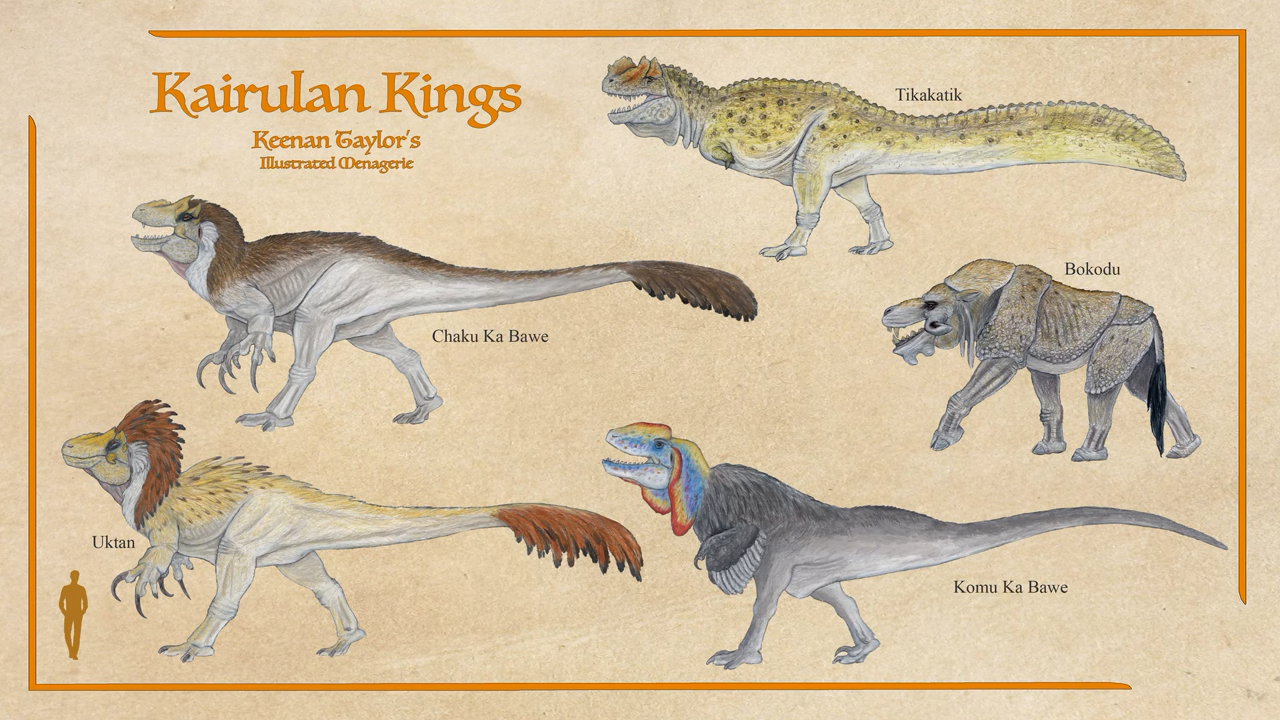 Kairulan Kings
Keenan Taylor's
Illustrated Menagerie
Tikakatik
Bokodu
Chaku Ka Bawe
Uktan
Komu Ka Bawe